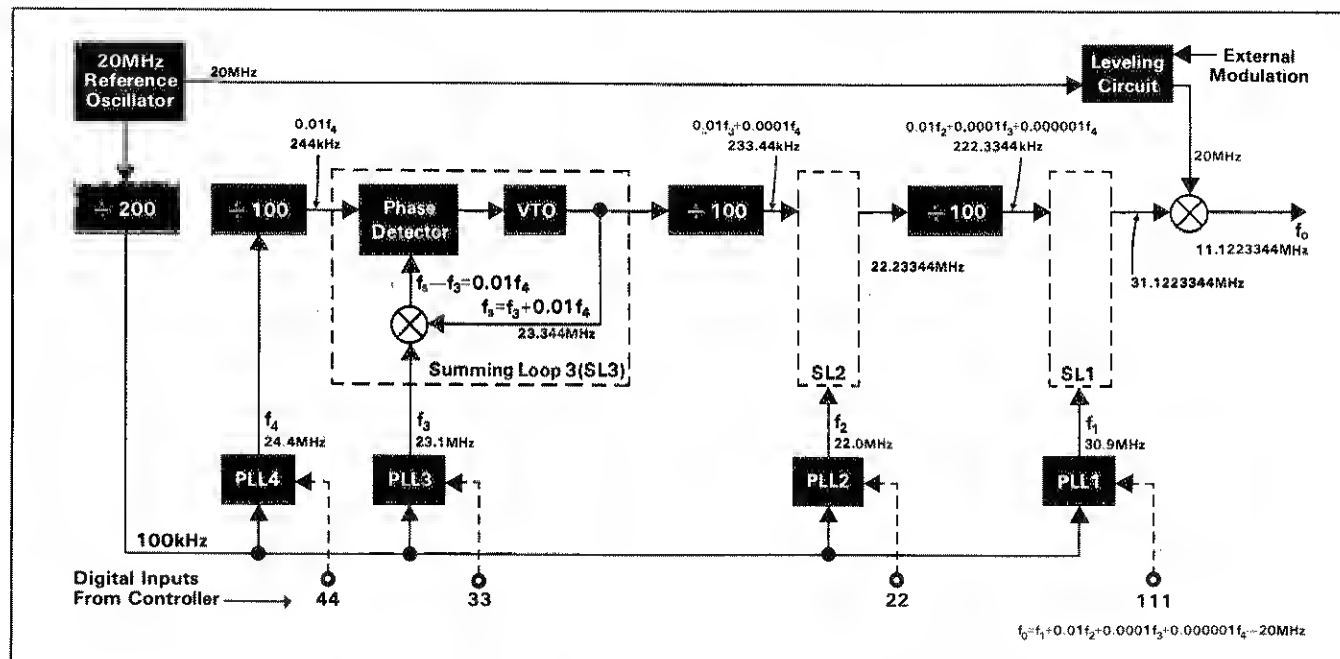 20MHz
Reference
Oscillator
20MHz
Leveling
Circuit
External
Modulation
0.01f4
244kHz
0.01f3+0.0001f4
233.44kHz
0.01f2+0.0001f3+0.000001f4
222.3344kHz
20MHz
÷ 200
÷ 100
Phase
Detector
VTO
÷ 100
÷ 100
fo
11.1223344MHz
22.23344MHz
31.1223344MHz
fs—f3=0.01f4
fs=f3+0.01f4
23.344MHz
Summing Loop 3(SL3)
SL2
SL1
f4
24.4MHz
f3
23.1MHz
f2
22.0MHz
f1
30.9MHz
PLL4
PLL3
PLL2
PLL1
100kHz
Digital Inputs
From Controller
44
33
22
111
fo=f1+0.01f2+0.0001f3+0.000001f4—20MHz